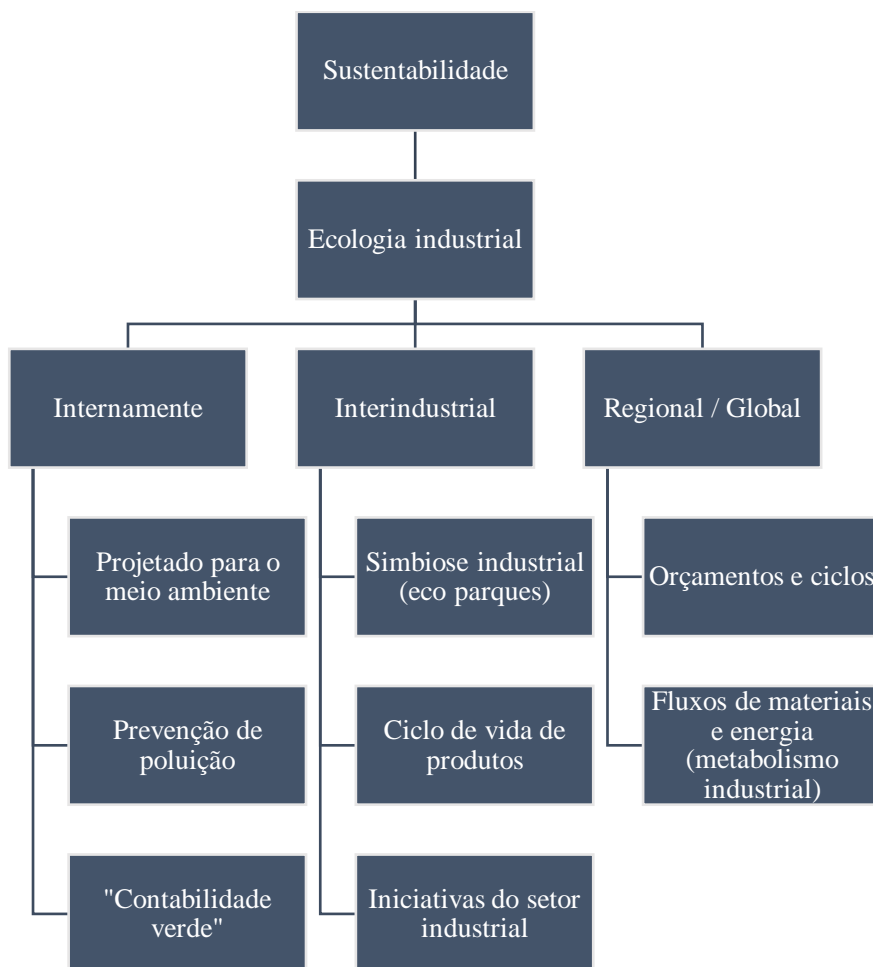 Sustentabilidade
Ecologia industrial
Internamente
Interindustrial
Regional / Global
Projetado para o
meio ambiente
Simbiose industrial
(eco parques)
Orçamentos e ciclos
Prevenção de
poluição
Ciclo de vida de
produtos
Fluxos de materiais
e energia
(metabolismo
industrial)
"Contabilidade
verde"
Iniciativas do setor
industrial